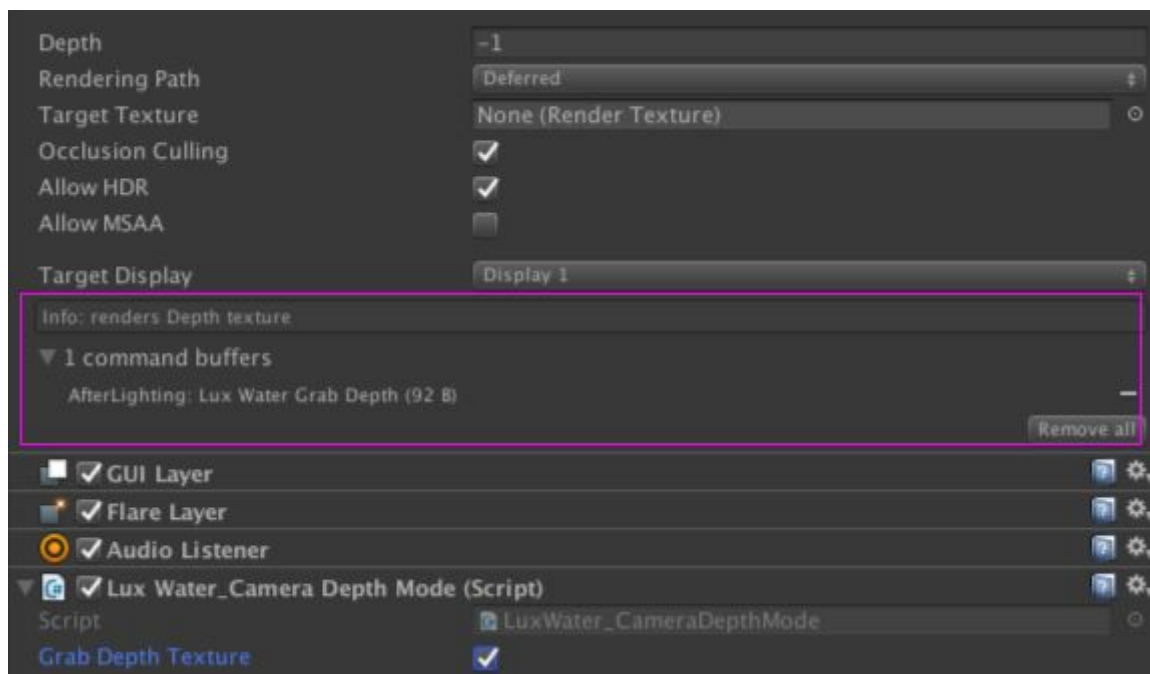 Depth -1
Rendering Path Deferred
Target Texture None (Render Texture)
Occlusion Culling
Allow HDR
Allow MSAA
Target Display Display 1
Info: renders Depth texture
1 command buffers
AfterLighting: Lux Water Grab Depth (92 B)
Remove all
GUI Layer
Flare Layer
Audio Listener
Lux Water_Camera Depth Mode (Script)
Script LuxWater_CameraDepthMode
Grab Depth Texture